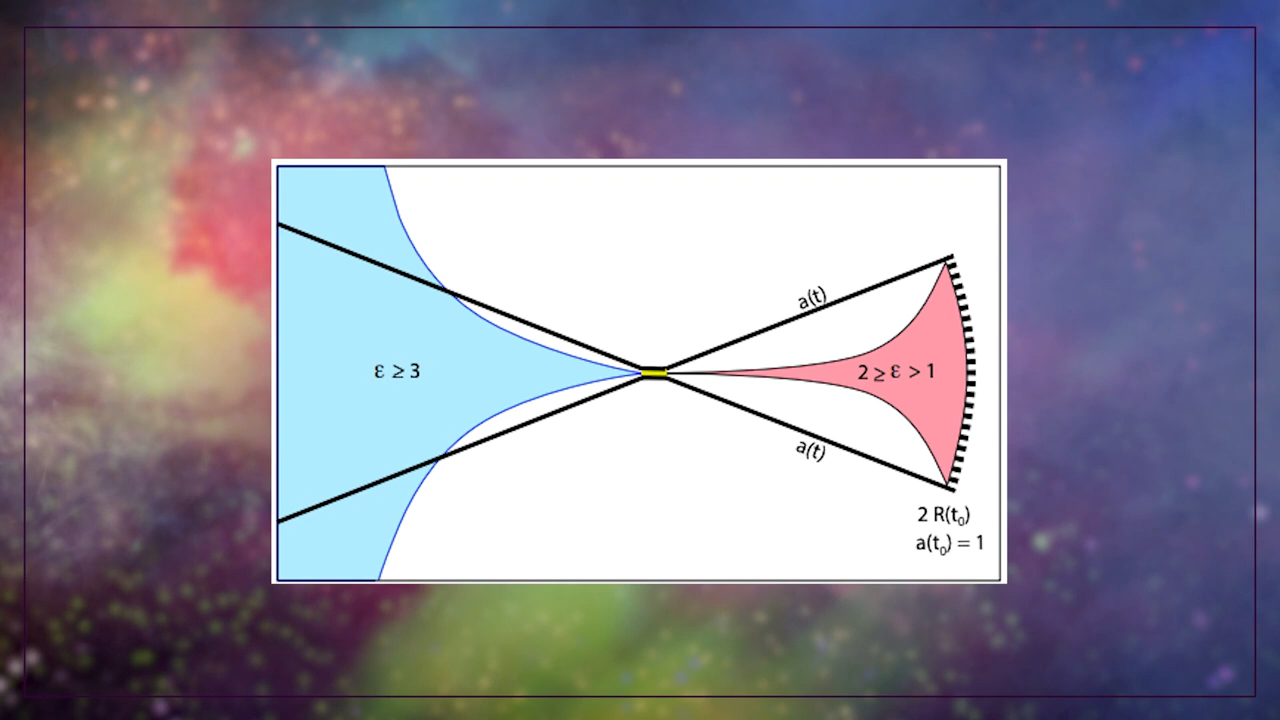 a(t)
ε ≥ 3
2 ≥ ε > 1
a(t)
2 R(t₀)
a(t₀) = 1